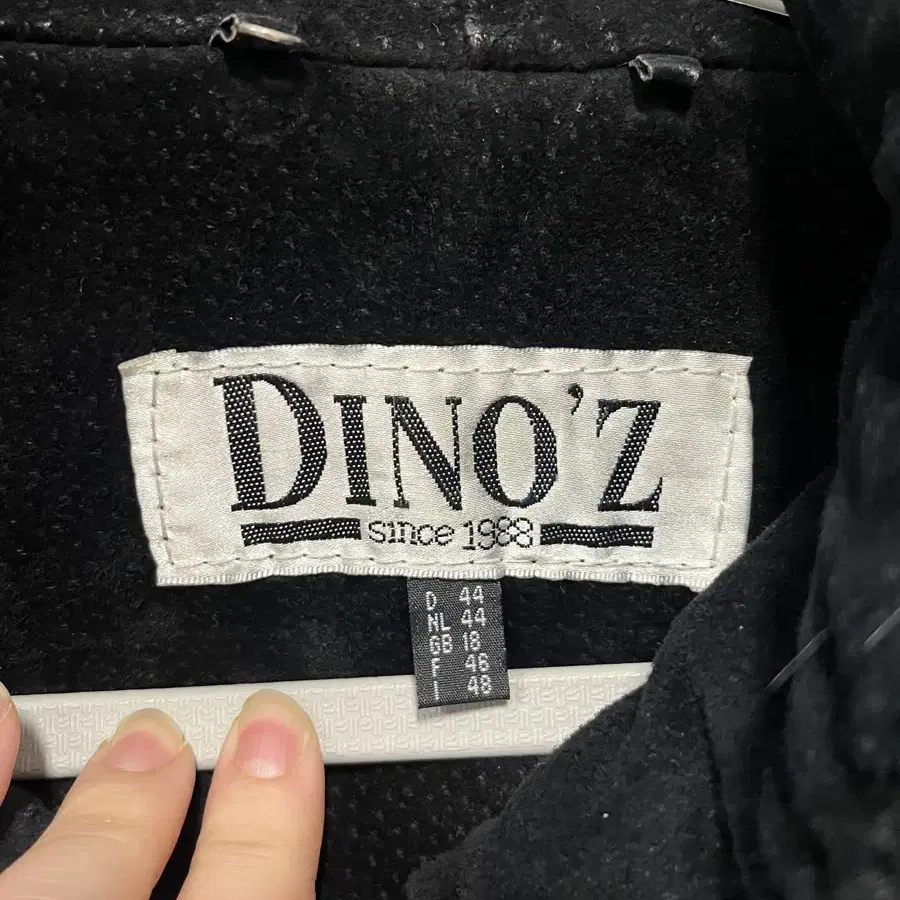 DINO'Z
since 1988
D 44
NL 44
GB 18
F 46
I 48